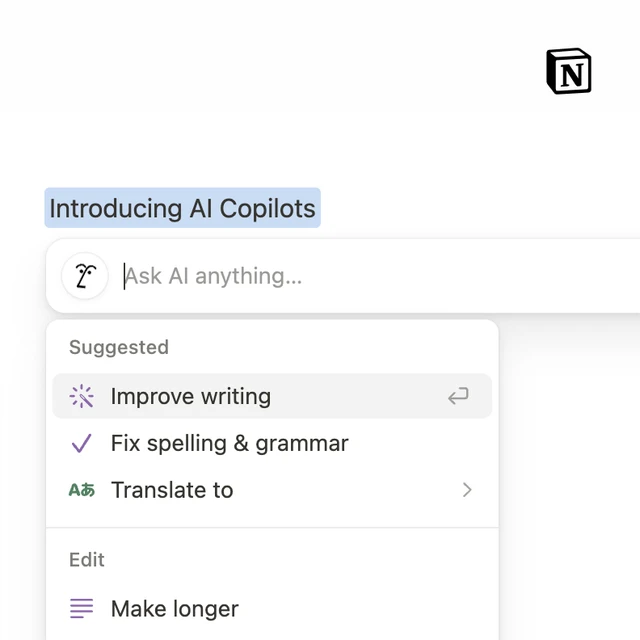 N
Introducing AI Copilots
Ask AI anything...
Suggested
Improve writing
Fix spelling & grammar
Aあ Translate to
Edit
Make longer